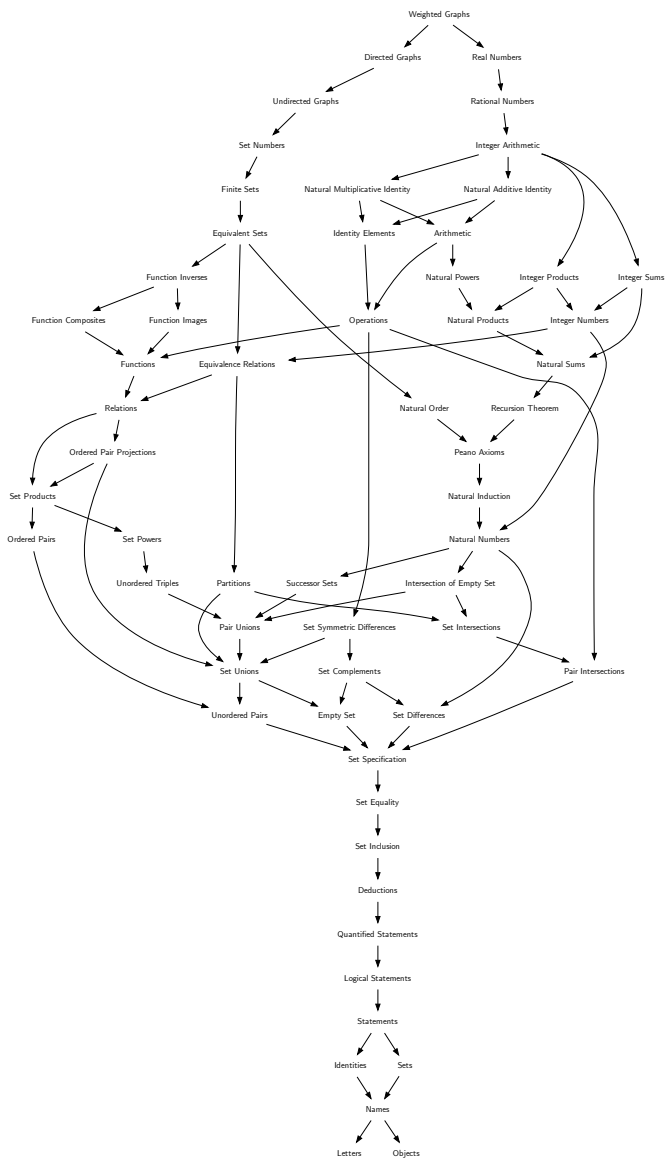 Weighted Graphs
Directed Graphs
Real Numbers
Undirected Graphs
Rational Numbers
Set Numbers
Integer Arithmetic
Finite Sets
Natural Multiplicative Identity
Natural Additive Identity
Equivalent Sets
Identity Elements
Arithmetic
Function Inverses
Natural Powers
Integer Products
Integer Sums
Function Composites
Function Images
Operations
Natural Products
Integer Numbers
Functions
Equivalence Relations
Natural Sums
Relations
Natural Order
Recursion Theorem
Ordered Pair Projections
Peano Axioms
Set Products
Natural Induction
Ordered Pairs
Set Powers
Natural Numbers
Unordered Triples
Partitions
Successor Sets
Intersection of Empty Set
Pair Unions
Set Symmetric Differences
Set Intersections
Set Unions
Set Complements
Pair Intersections
Unordered Pairs
Empty Set
Set Differences
Set Specification
Set Equality
Set Inclusion
Deductions
Quantified Statements
Logical Statements
Statements
Identities
Sets
Names
Letters
Objects